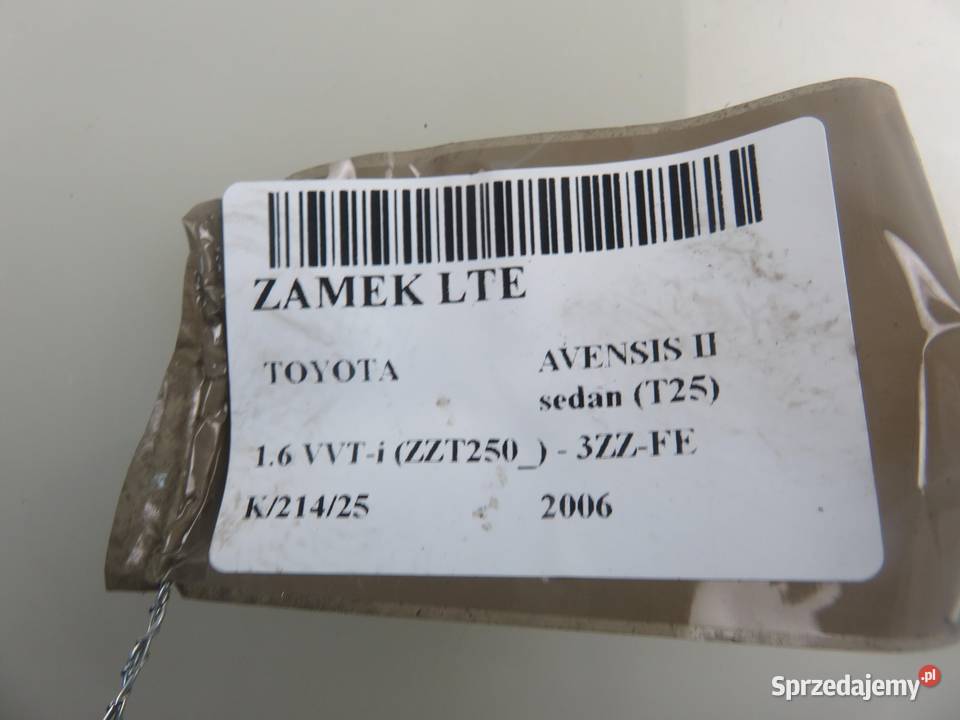 ZAMEK LTE
TOYOTA AVENSIS II
sedan (T25)
1.6 VVT-i (ZZT250_) - 3ZZ-FE
K/214/25 2006
Sprzedajemy.pl